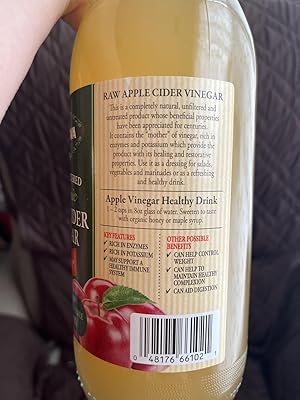 RAW APPLE CIDER VINEGAR
This is a completely natural, unfiltered and
untreated product whose beneficial properties
have been appreciated for centuries.
It contains the "mother" of vinegar, rich in
enzymes and potassium which provide the
product with its healing and restorative
properties. Use it as a dressing for salads,
vegetables and marinades or as a refreshing
and healthy drink.
Apple Vinegar Healthy Drink
1 - 2 tsps in 8oz glass of water. Sweeten to taste
with organic honey or maple syrup.
KEY FEATURES
✓ RICH IN ENZYMES
✓ RICH IN POTASSIUM
✓ MAY SUPPORT A
HEALTHY IMMUNE
SYSTEM
OTHER POSSIBLE
BENEFITS
✓ CAN HELP CONTROL
WEIGHT
✓ CAN HELP TO
MAINTAIN HEALTHY
COMPLEXION
✓ CAN AID DIGESTION
0 48176 66102 1